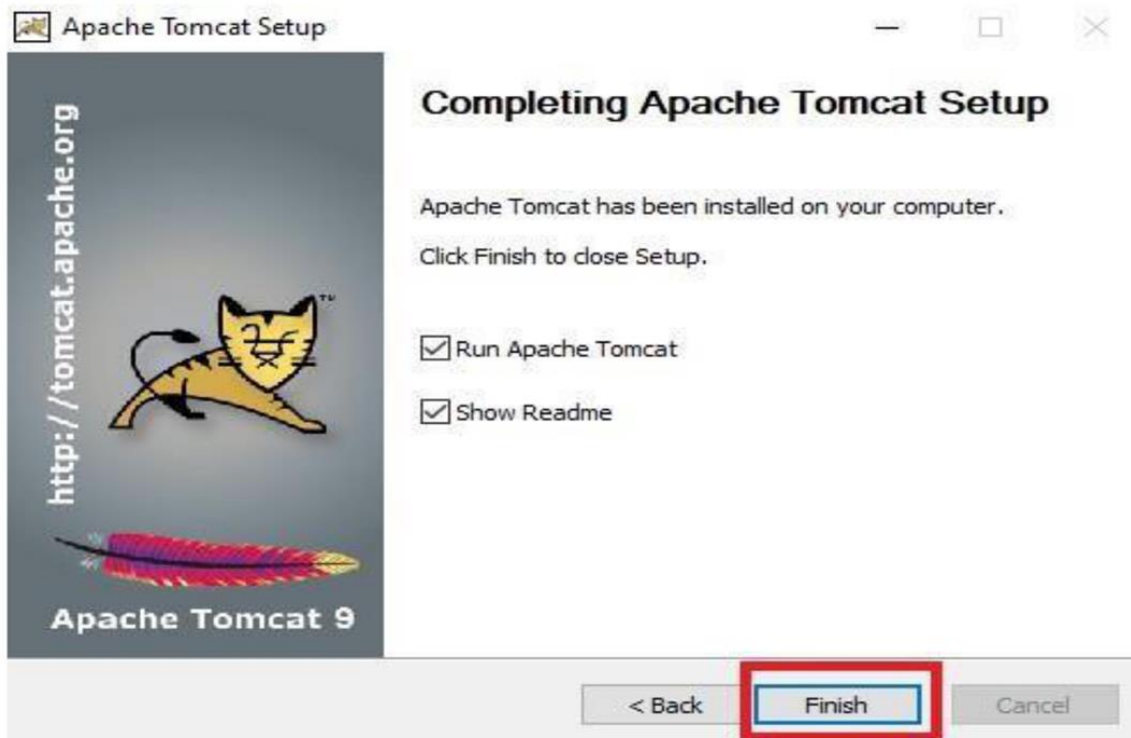 Apache Tomcat Setup
http://tomcat.apache.org
Apache Tomcat 9
Completing Apache Tomcat Setup
Apache Tomcat has been installed on your computer.
Click Finish to close Setup.
Run Apache Tomcat
Show Readme
TM
< Back
Finish
Cancel